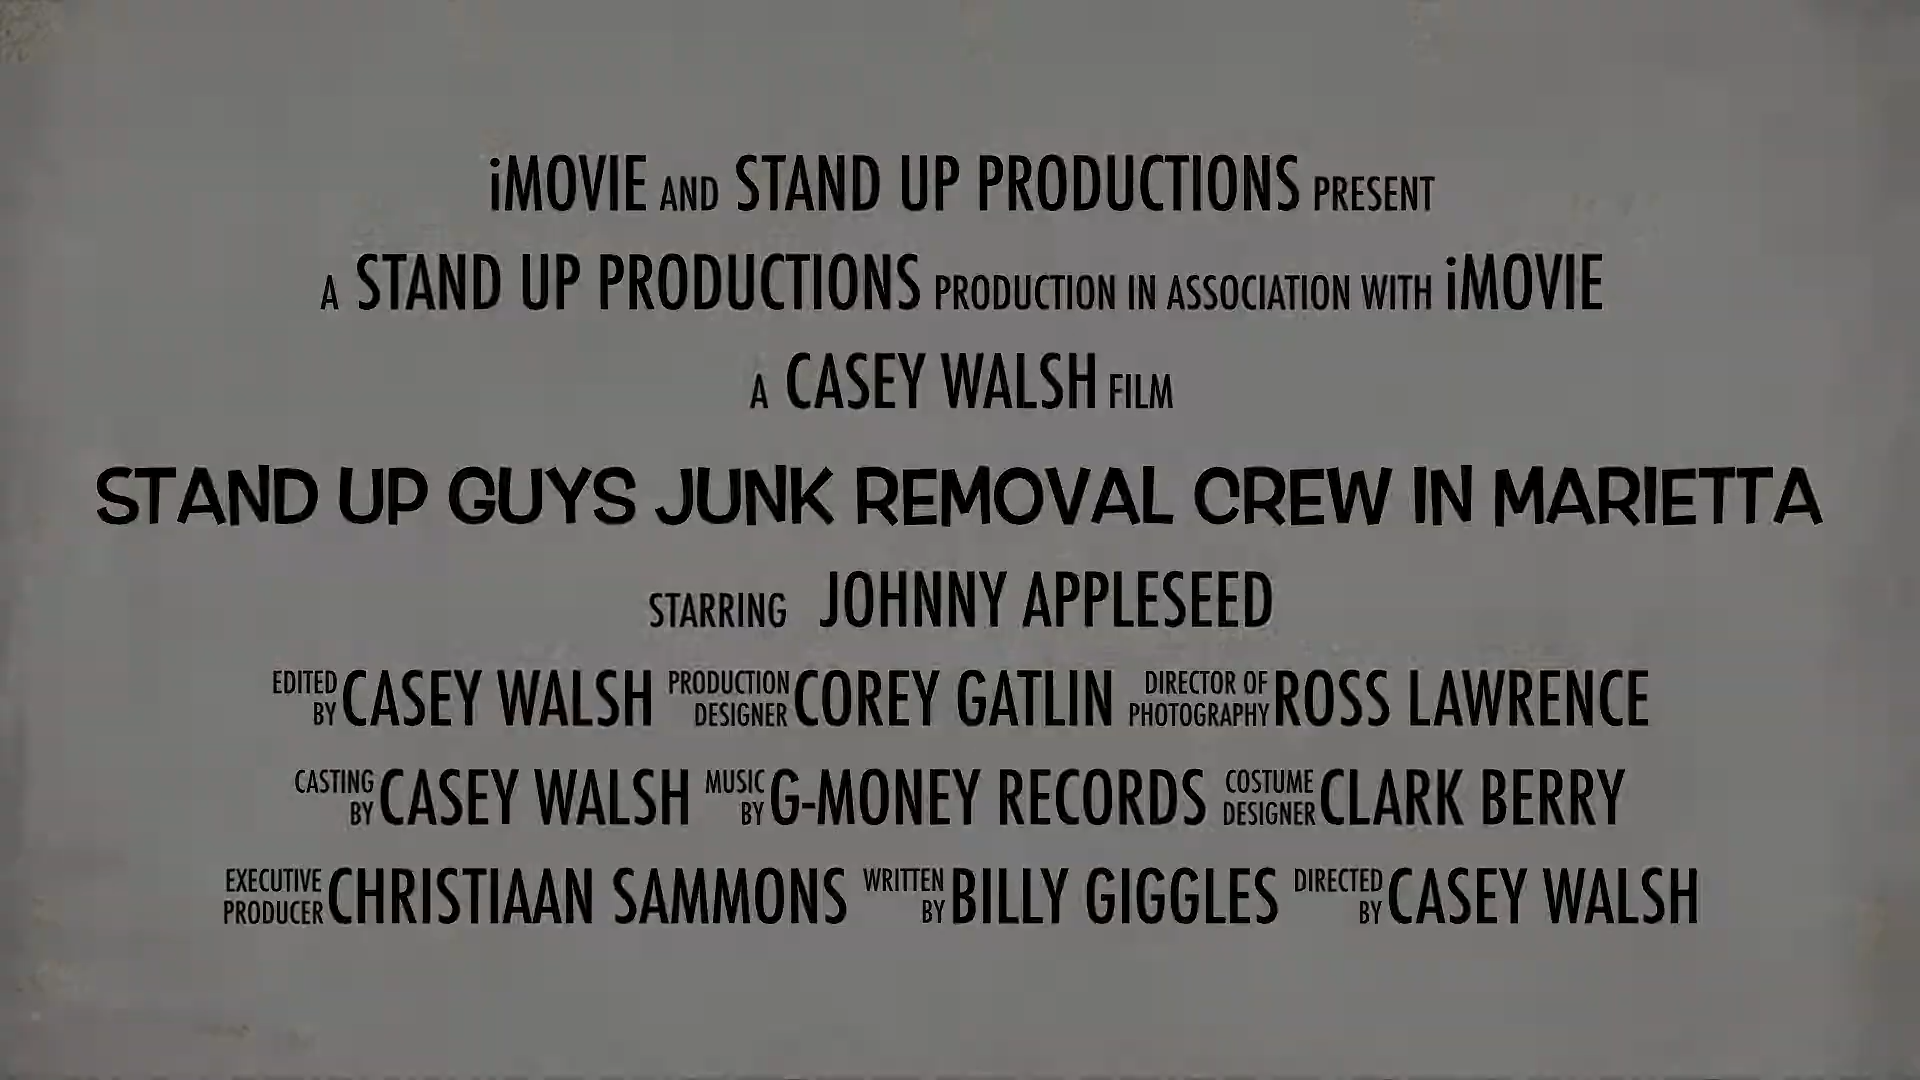 iMOVIE AND STAND UP PRODUCTIONS PRESENT
A STAND UP PRODUCTIONS PRODUCTION IN ASSOCIATION WITH iMOVIE
A CASEY WALSH FILM
STAND UP GUYS JUNK REMOVAL CREW IN MARIETTA
STARRING JOHNNY APPLESEED
EDITED BY CASEY WALSH PRODUCTION DESIGNER COREY GATLIN DIRECTOR OF PHOTOGRAPHY ROSS LAWRENCE
CASTING BY CASEY WALSH MUSIC BY G-MONEY RECORDS COSTUME DESIGNER CLARK BERRY
EXECUTIVE PRODUCER CHRISTIAAN SAMMONS WRITTEN BY BILLY GIGGLES DIRECTED BY CASEY WALSH